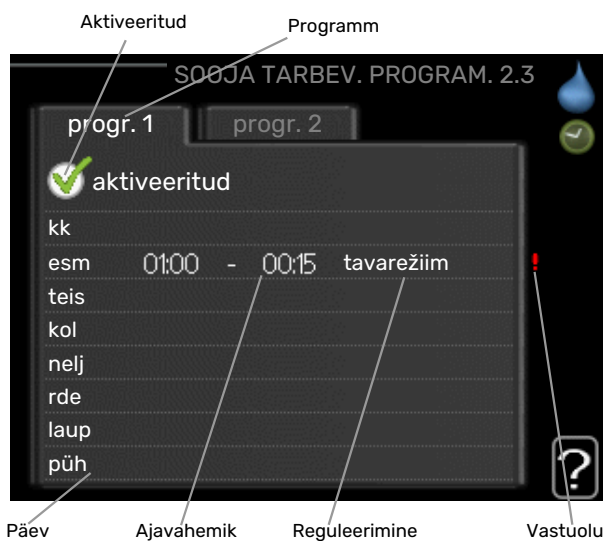 Aktiveeritud
Programm
SOOJA TARBEV. PROGRAM. 2.3
progr. 1
progr. 2
aktiveeritud
kk
esm 01:00 - 00:15 tavarežiim !
teis
kol
nelj
rde
laup
püh
?
Päev
Ajavahemik
Reguleerimine
Vastuolu